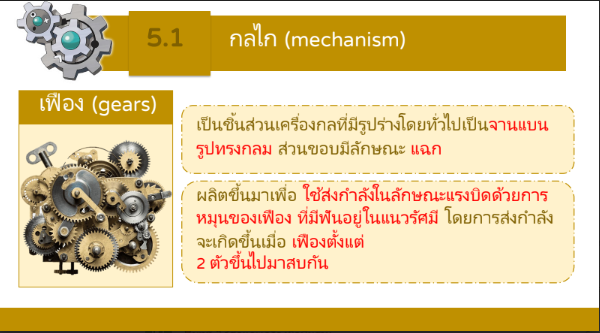 5.1 กลไก (mechanism)
เฟือง (gears)
เป็นชิ้นส่วนเครื่องกลที่มีรูปร่างโดยทั่วไปเป็นจานแบน
รูปทรงกลม ส่วนขอบมีลักษณะ แฉก
ผลิตขึ้นมาเพื่อ ใช้ส่งกำลังในลักษณะแรงบิดด้วยการ
หมุนของเฟือง ที่มีฟันอยู่ในแนวรัศมี โดยการส่งกำลัง
จะเกิดขึ้นเมื่อ เฟืองตั้งแต่
2 ตัวขึ้นไปมาสบกัน